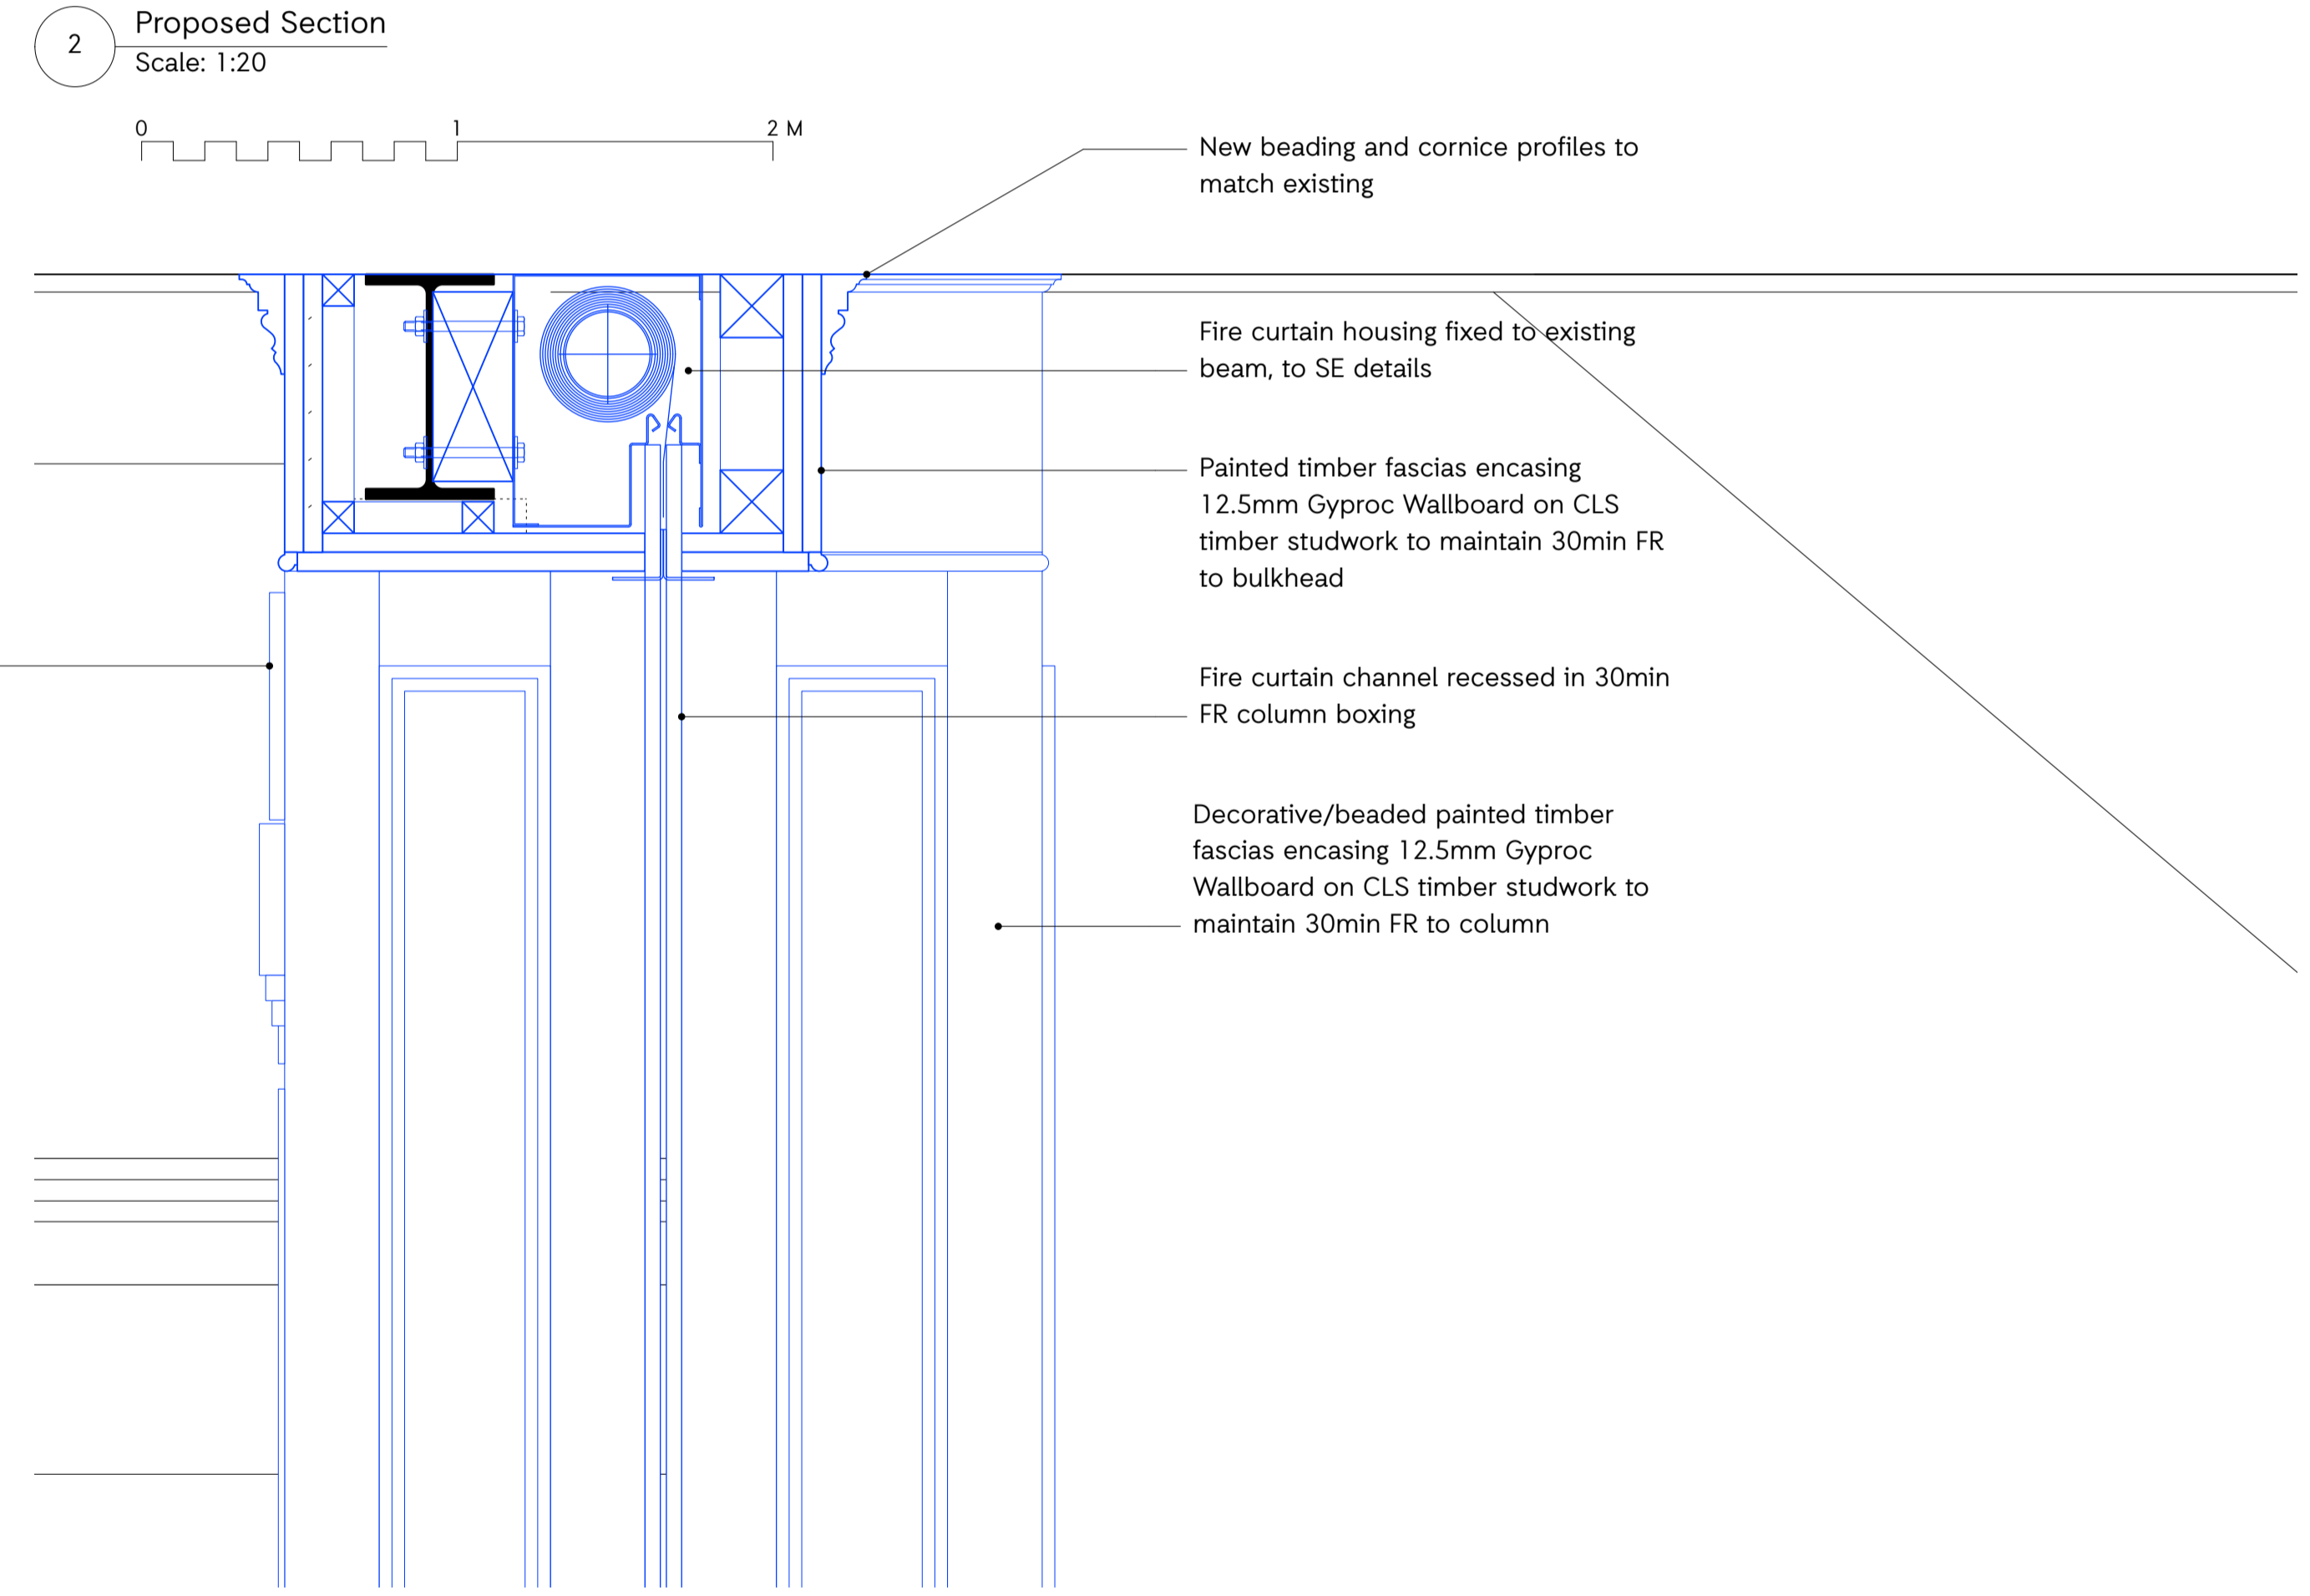 2
Proposed Section
Scale: 1:20
0 1 2 M
New beading and cornice profiles to
match existing
Fire curtain housing fixed to existing
beam, to SE details
Painted timber fascias encasing
12.5mm Gyproc Wallboard on CLS
timber studwork to maintain 30min FR
to bulkhead
Fire curtain channel recessed in 30min
FR column boxing
Decorative/beaded painted timber
fascias encasing 12.5mm Gyproc
Wallboard on CLS timber studwork to
maintain 30min FR to column